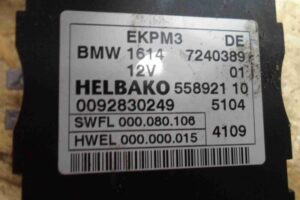 EKPM3 DE
BMW 1614 7240389
12V 01
HELBAKO 558921 10
0092830249 5104
SWFL 000.080.106
HWEL 000.000.015 4109